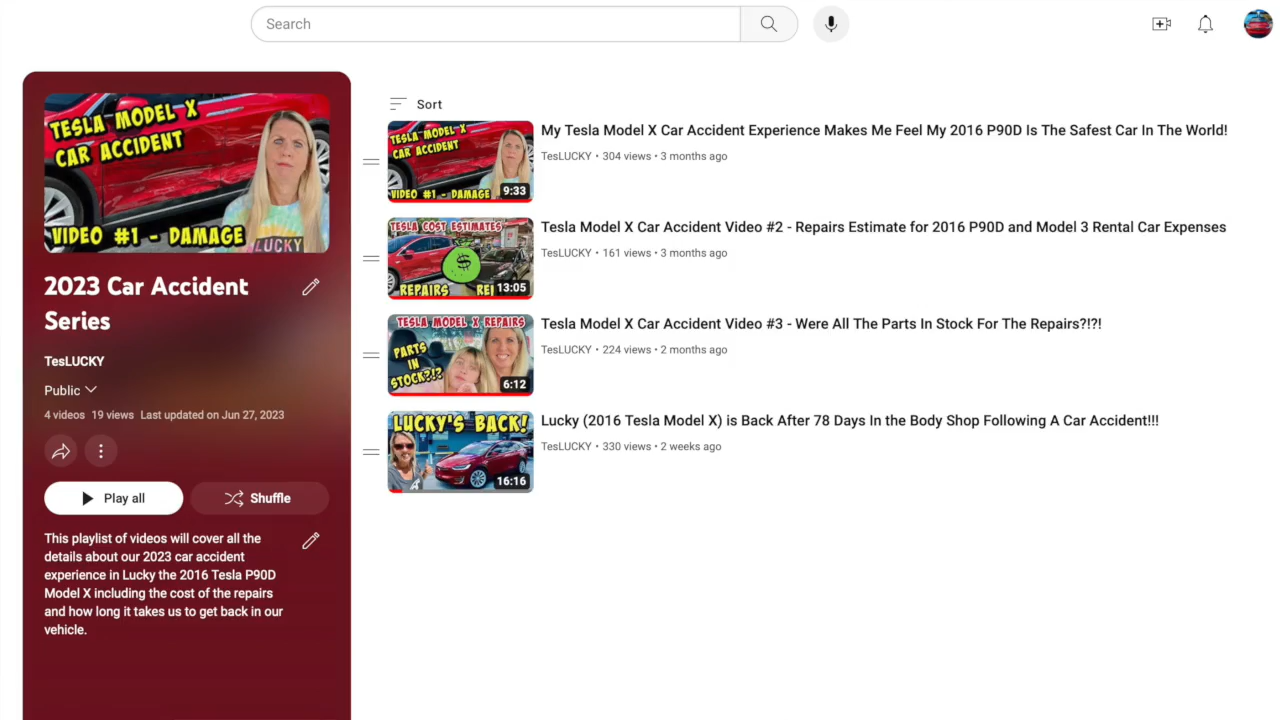 Search
TESLA MODEL X
CAR ACCIDENT
VIDEO #1 - DAMAGE
LUCKY
2023 Car Accident
Series
TesLUCKY
Public
4 videos 19 views Last updated on Jun 27, 2023
Play all
Shuffle
This playlist of videos will cover all the
details about our 2023 car accident
experience in Lucky the 2016 Tesla P90D
Model X including the cost of the repairs
and how long it takes us to get back in our
vehicle.
Sort
TESLA MODEL X
CAR ACCIDENT
VIDEO #1 - DAMAGE
9:33
My Tesla Model X Car Accident Experience Makes Me Feel My 2016 P90D Is The Safest Car In The World!
TesLUCKY • 304 views • 3 months ago
TESLA COST ESTIMATES
$
REPAIRS
13:05
Tesla Model X Car Accident Video #2 - Repairs Estimate for 2016 P90D and Model 3 Rental Car Expenses
TesLUCKY • 161 views • 3 months ago
TESLA MODEL X REPAIRS
PARTS
IN
STOCK?!?
6:12
Tesla Model X Car Accident Video #3 - Were All The Parts In Stock For The Repairs?!?!
TesLUCKY • 224 views • 2 months ago
LUCKY'S BACK!
16:16
Lucky (2016 Tesla Model X) is Back After 78 Days In the Body Shop Following A Car Accident!!!
TesLUCKY • 330 views • 2 weeks ago